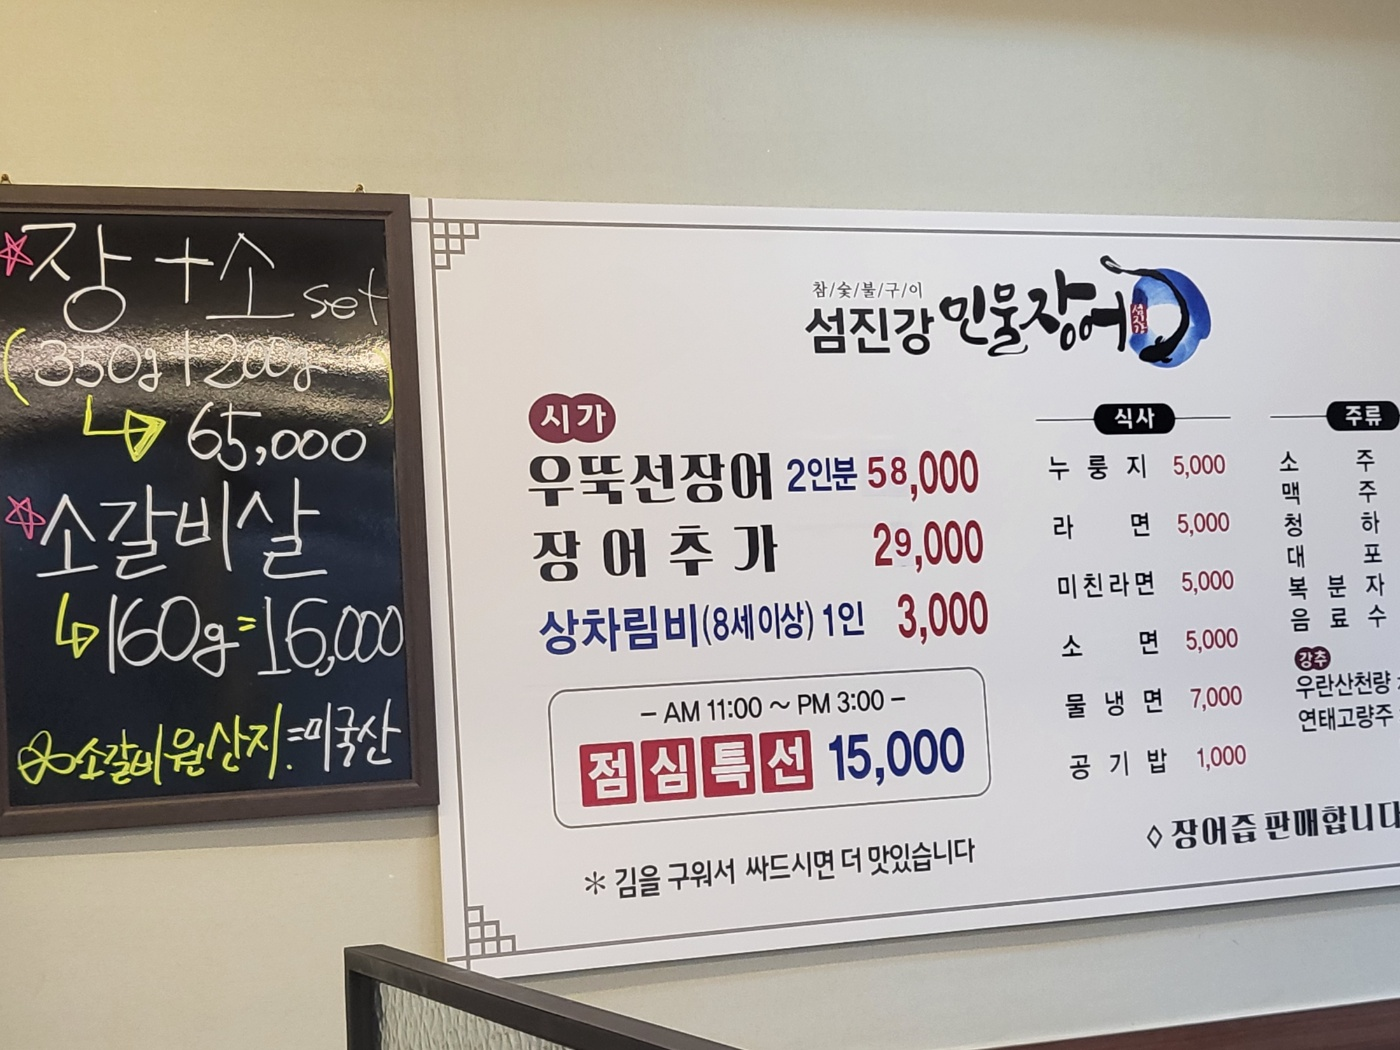 장+소 set
(350g+200g)
65,000
소갈비살
160g=16,000
소갈비 원산지:=미국산
참/숯/불/구/이
섬진강 민물장어
섬진강
시가
우뚝선장어 2인분 58,000
장어추가 29,000
상차림비(8세이상) 1인 3,000
– AM 11:00 ~ PM 3:00 –
점심특선 15,000
* 김을 구워서 싸드시면 더 맛있습니다
식사
누룽지 5,000
라면 5,000
미친라면 5,000
소면 5,000
물냉면 7,000
공기밥 1,000
주류
소주
맥주
청하
대포
복분자
음료수
강추
우란산천량
연태고량주
◇ 장어즙 판매합니다